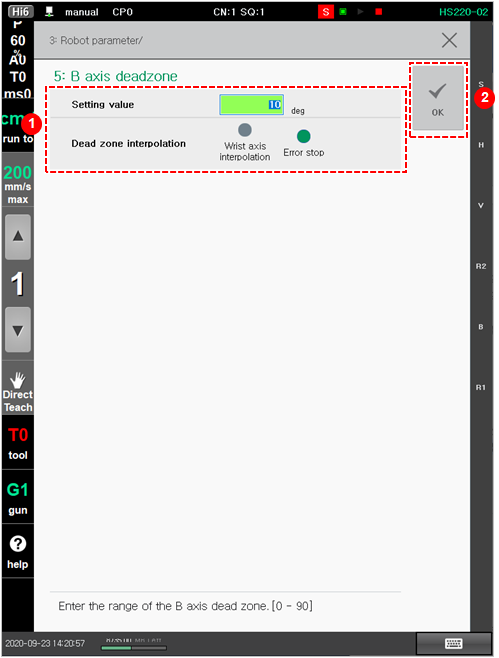 Hi6 manual CP0 CN:1 SQ:1 S HS220-02
P
60
%
A0
T0
ms0
cm
run to
200
mm/s
max
1
Direct
Teach
T0
tool
G1
gun
?
help
3: Robot parameter/
5: B axis deadzone
1
Setting value 10 deg
Dead zone interpolation
Wrist axis
interpolation
Error stop
2
OK
S
H
V
R2
B
R1
Enter the range of the B axis dead zone.[0 - 90]
2020-09-23 14:20:57